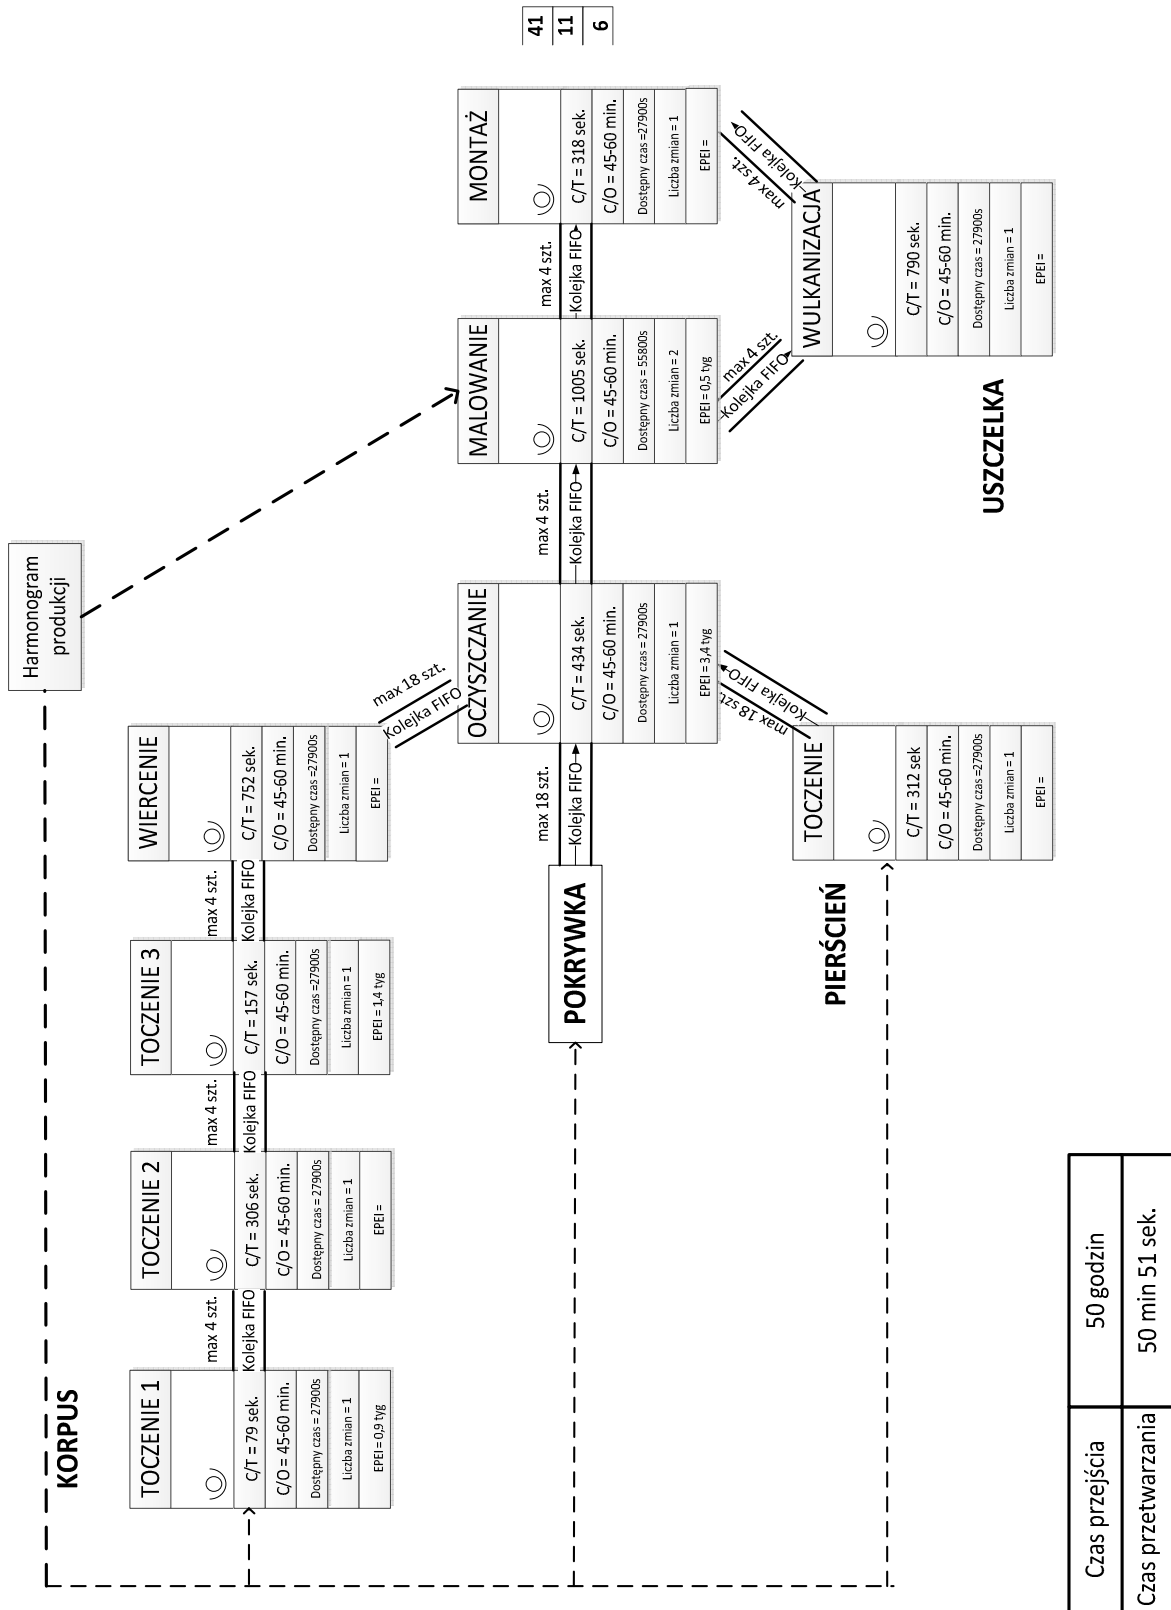 Harmonogram
produkcji
KORPUS
TOCZENIE 1
C/T = 79 sek.
C/O = 45-60 min.
Dostępny czas = 27900s
Liczba zmian = 1
EPEI = 0,9 tyg
max 4 szt.
Kolejka FIFO
TOCZENIE 2
C/T = 306 sek.
C/O = 45-60 min.
Dostępny czas = 27900s
Liczba zmian = 1
EPEI =
max 4 szt.
Kolejka FIFO
TOCZENIE 3
C/T = 157 sek.
C/O = 45-60 min.
Dostępny czas =27900s
Liczba zmian = 1
EPEI = 1,4 tyg
max 4 szt.
Kolejka FIFO
WIERCENIE
C/T = 752 sek.
C/O = 45-60 min.
Dostępny czas =27900s
Liczba zmian = 1
EPEI =
max 18 szt.
Kolejka FIFO
POKRYWKA
max 18 szt.
Kolejka FIFO
OCZYSZCZANIE
C/T = 434 sek.
C/O = 45-60 min.
Dostępny czas = 27900s
Liczba zmian = 1
EPEI = 3,4 tyg
max 4 szt.
Kolejka FIFO
MALOWANIE
C/T = 1005 sek.
C/O = 45-60 min.
Dostępny czas = 55800s
Liczba zmian = 2
EPEI = 0,5 tyg
max 4 szt.
Kolejka FIFO
MONTAŻ
C/T = 318 sek.
C/O = 45-60 min.
Dostępny czas =27900s
Liczba zmian = 1
EPEI =
41
11
6
PIERŚCIEŃ
TOCZENIE
C/T = 312 sek
C/O = 45-60 min.
Dostępny czas =27900s
Liczba zmian = 1
EPEI =
max 18 szt.
Kolejka FIFO
max 4 szt.
Kolejka FIFO
USZCZELKA
WULKANIZACJA
C/T = 790 sek.
C/O = 45-60 min.
Dostępny czas = 27900s
Liczba zmian = 1
EPEI =
max 4 szt.
Kolejka FIFO
Czas przejścia
50 godzin
Czas przetwarzania
50 min 51 sek.